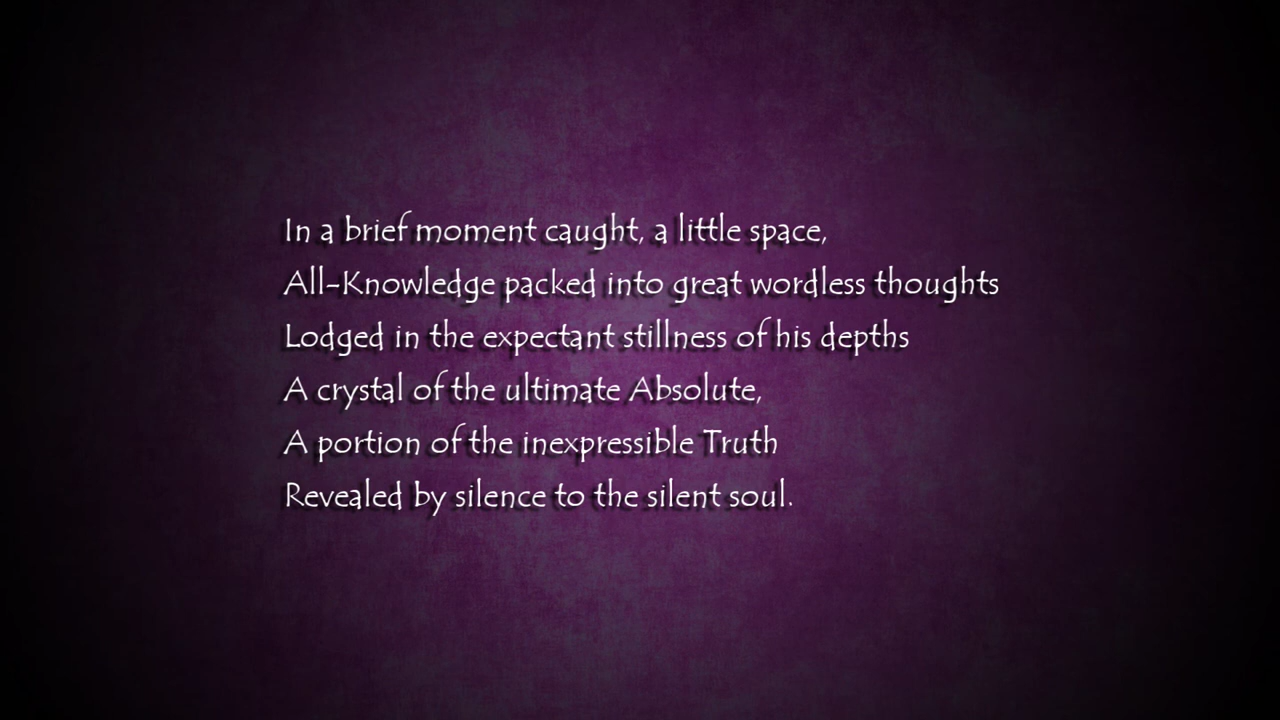 In a brief moment caught, a little space,
All-Knowledge packed into great wordless thoughts
Lodged in the expectant stillness of his depths
A crystal of the ultimate Absolute,
A portion of the inexpressible Truth
Revealed by silence to the silent soul.